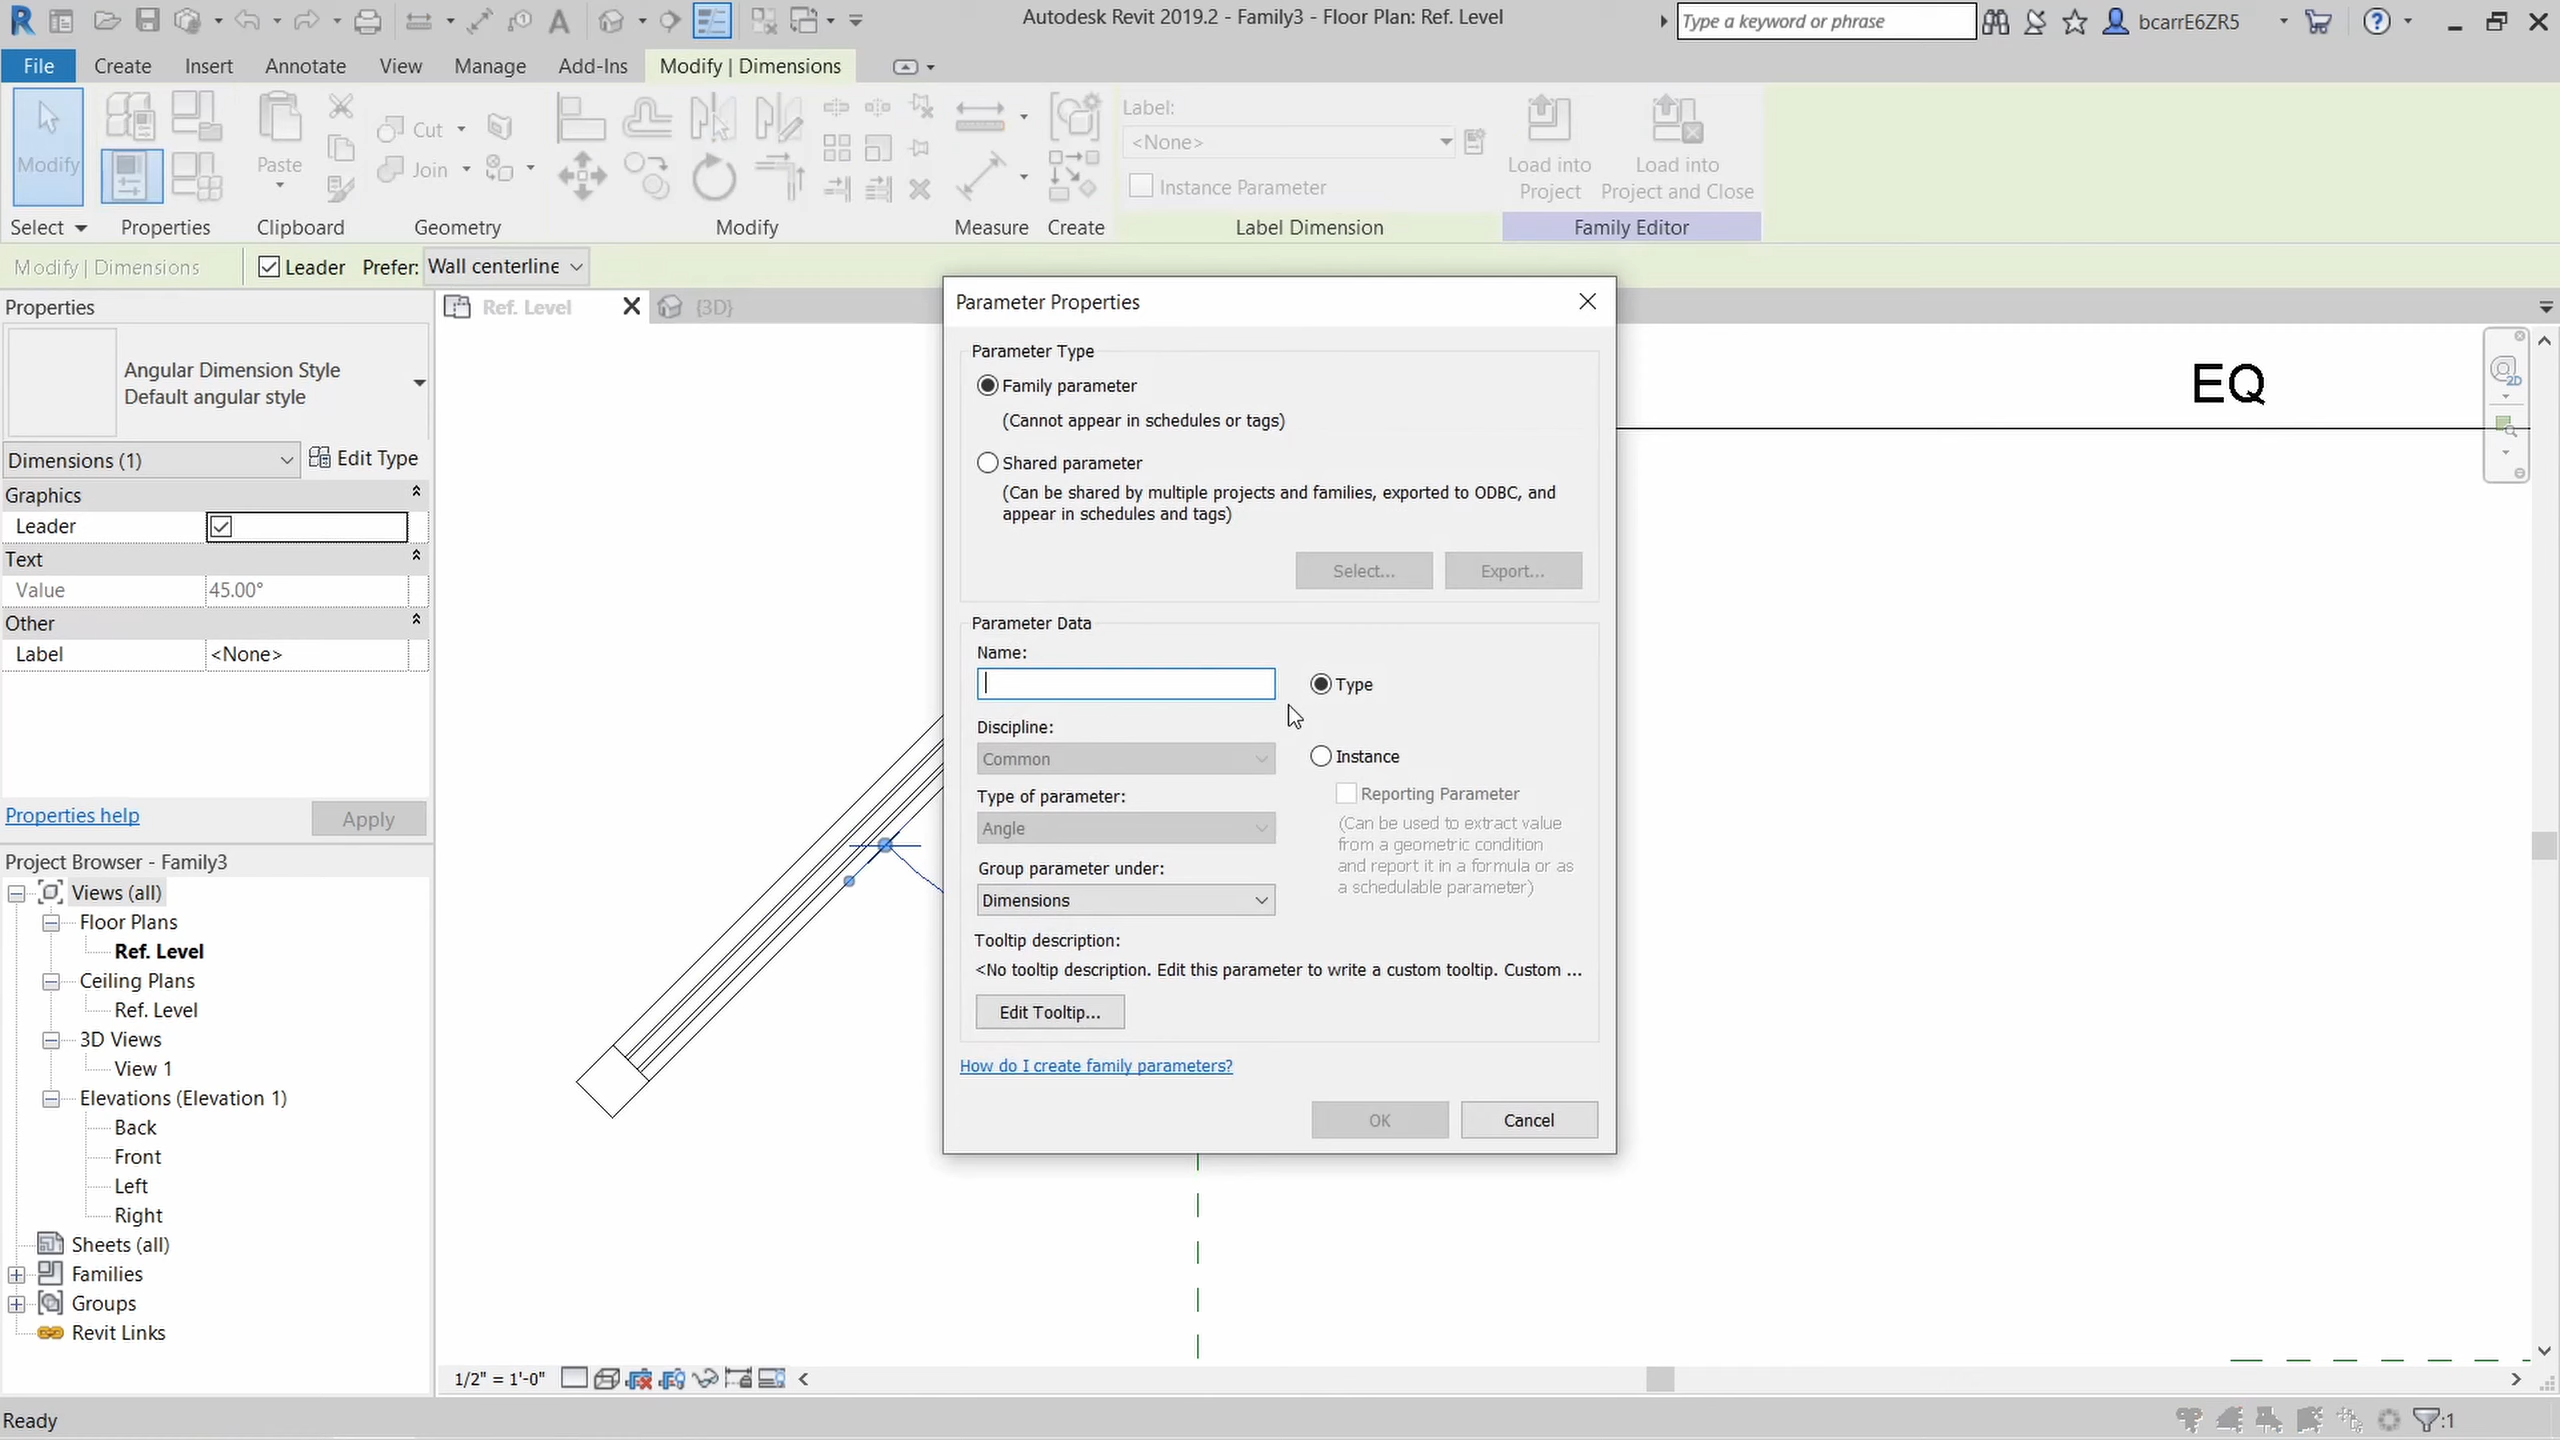 Autodesk Revit 2019.2 - Family3 - Floor Plan: Ref. Level
Type a keyword or phrase
bcarrE6ZR5
File Create Insert Annotate View Manage Add-Ins Modify | Dimensions
Modify
Paste
Cut
Join
Label:
<None>
Instance Parameter
Load into Project
Load into Project and Close
Select Properties Clipboard Geometry Modify Measure Create Label Dimension Family Editor
Modify | Dimensions Leader Prefer: Wall centerline
Properties
Angular Dimension Style
Default angular style
Dimensions (1) Edit Type
Graphics
Leader
Text
Value 45.00°
Other
Label <None>
Properties help Apply
Project Browser - Family3
Views (all)
Floor Plans
Ref. Level
Ceiling Plans
Ref. Level
3D Views
View 1
Elevations (Elevation 1)
Back
Front
Left
Right
Sheets (all)
Families
Groups
Revit Links
Ref. Level {3D}
EQ
2D
Parameter Properties
Parameter Type
Family parameter
(Cannot appear in schedules or tags)
Shared parameter
(Can be shared by multiple projects and families, exported to ODBC, and
appear in schedules and tags)
Select... Export...
Parameter Data
Name:
Type
Discipline:
Common
Instance
Type of parameter:
Reporting Parameter
Angle
(Can be used to extract value
from a geometric condition
and report it in a formula or as
a schedulable parameter)
Group parameter under:
Dimensions
Tooltip description:
<No tooltip description. Edit this parameter to write a custom tooltip. Custom ...
Edit Tooltip...
How do I create family parameters?
OK Cancel
1/2" = 1'-0"
Ready
:1